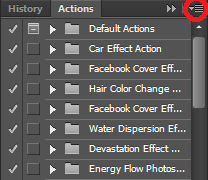 History Actions
Default Actions
Car Effect Action
Facebook Cover Eff...
Hair Color Change ...
Facebook Cover Eff...
Water Dispersion Ef...
Devastation Effect ...
Energy Flow Photos...